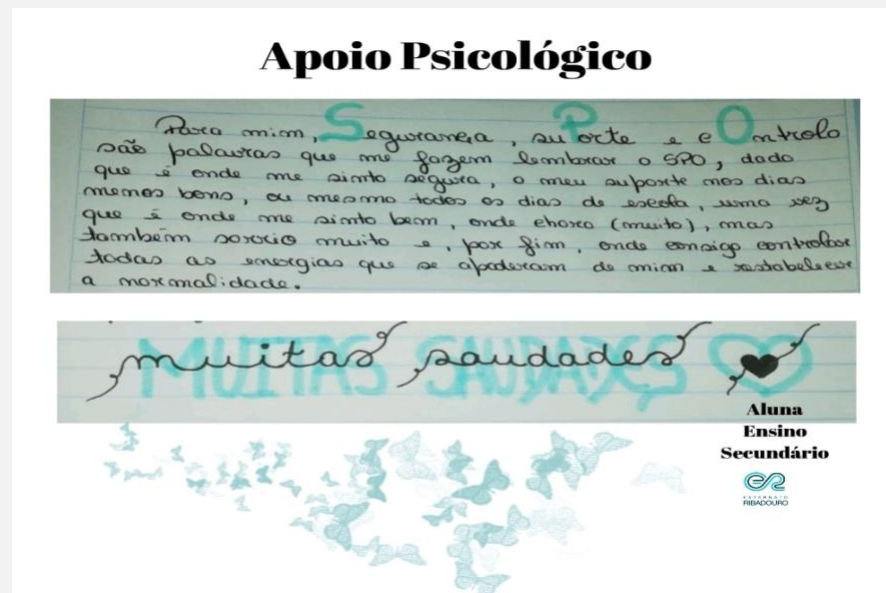 Apoio Psicológico
Para mim, Segurança, suPorte e cOntrolo
são palavras que me fazem lembrar o SPO, dado
que é onde me sinto segura, o meu suporte nos dias
menos bons, ou mesmo todos os dias de escola, uma vez
que é onde me sinto bem, onde choro (muito), mas
também sorrio muito e, por fim, onde consigo controlar
todas as energias que se apoderam de mim e restabelecer
a normalidade.
MUITAS SAUDADES
muitas saudades
Aluna
Ensino
Secundário
EXTERNATO
RIBADOURO